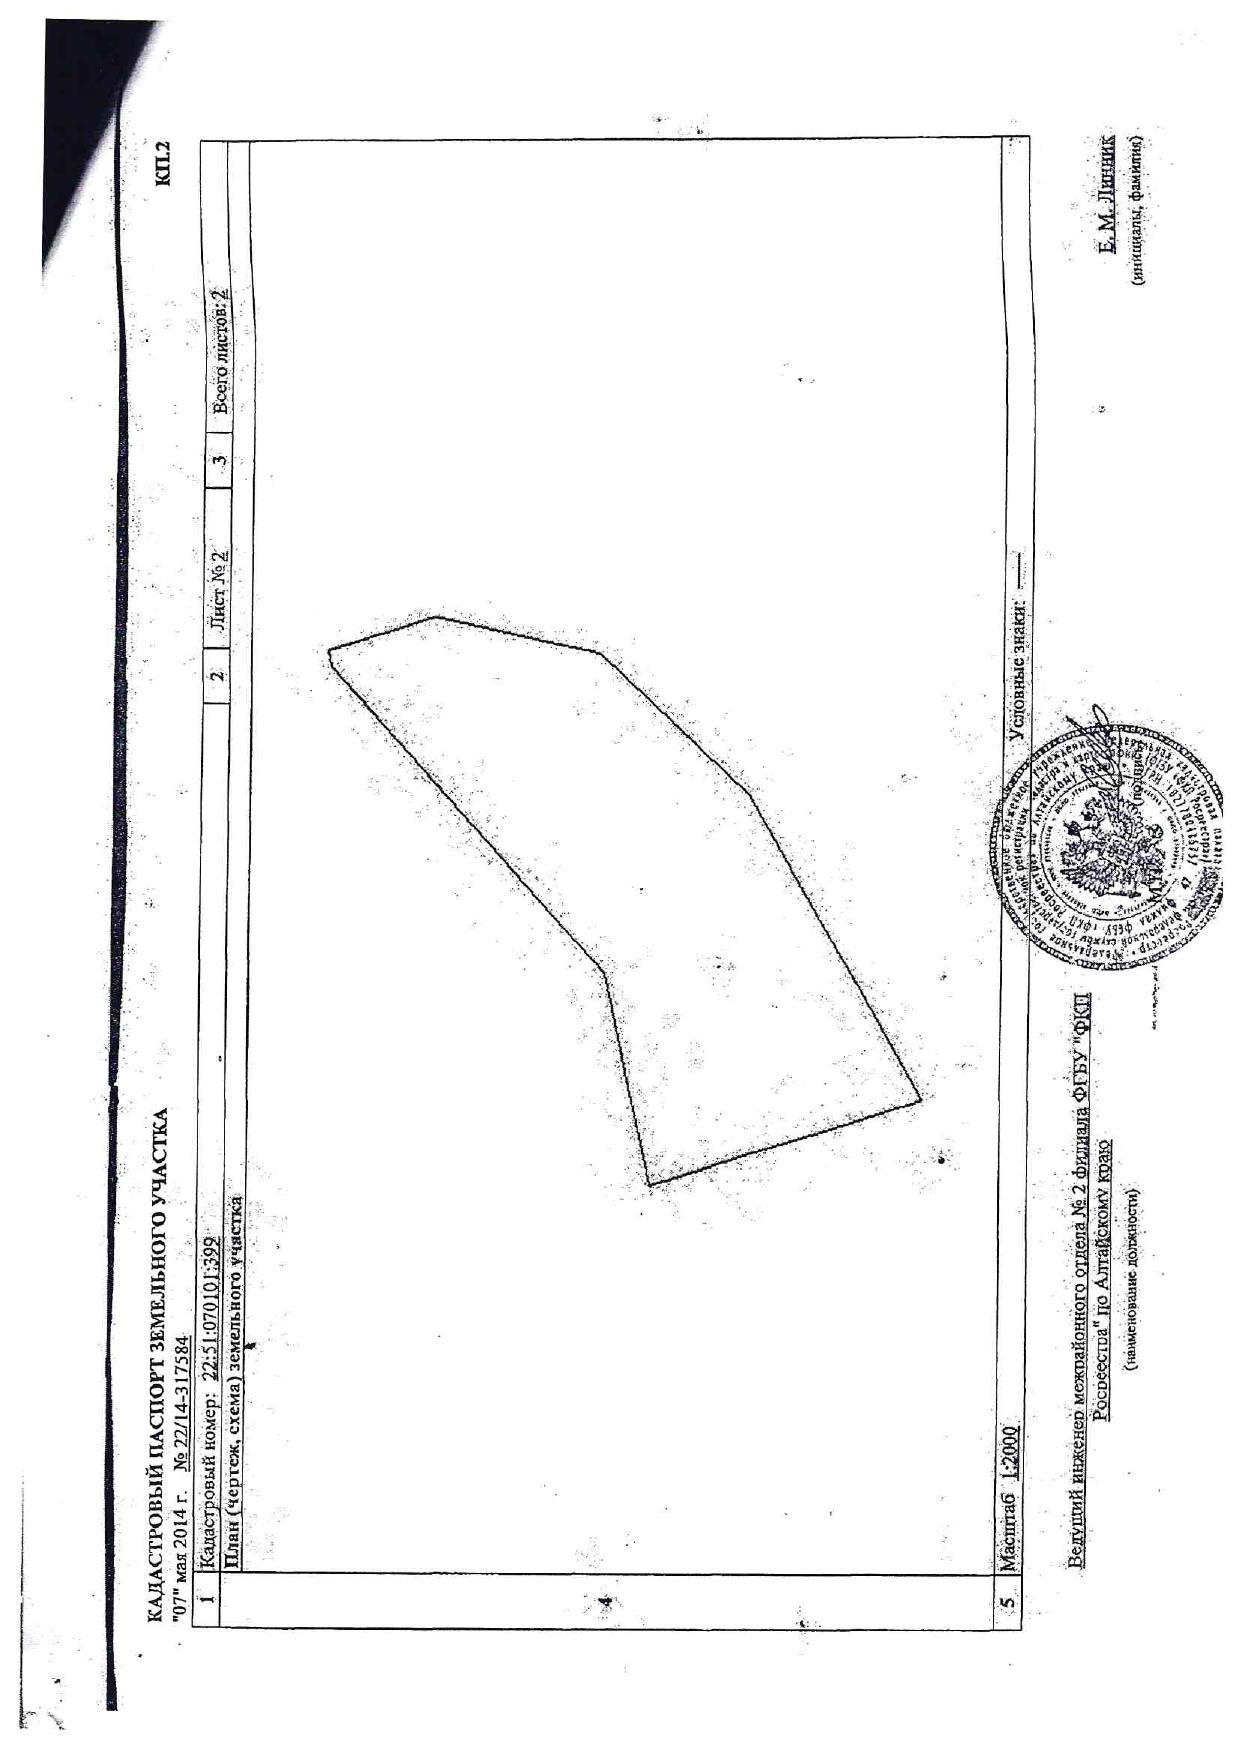 КП.2
КАДАСТРОВЫЙ ПАСПОРТ ЗЕМЕЛЬНОГО УЧАСТКА
"07" мая 2014 г. № 22/14-317584
1 Кадастровый номер: 22:51:070101:399 2 Лист № 2 3 Всего листов: 2
План (чертеж, схема) земельного участка
4
5 Масштаб 1:2000 Условные знаки:
Ведущий инженер межрайонного отдела № 2 филиала ФГБУ "ФКП
Росреестра" по Алтайскому краю
(наименование должности)
(подпись)
М.П.
Е. М. Линник
(инициалы, фамилия)